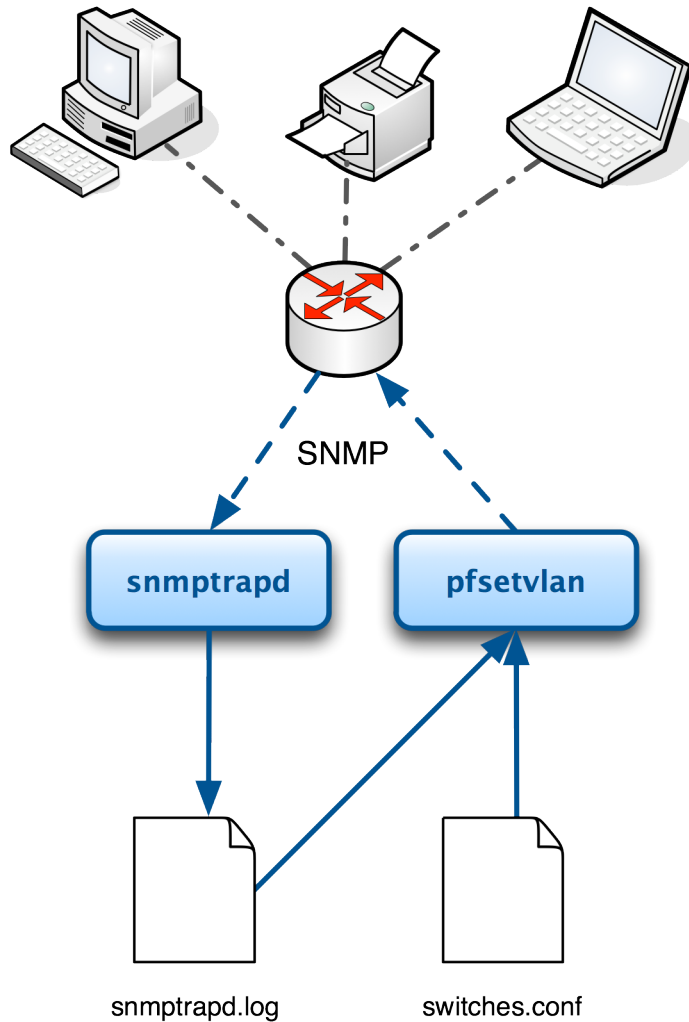 SNMP
snmptrapd
pfsetvlan
snmptrapd.log
switches.conf